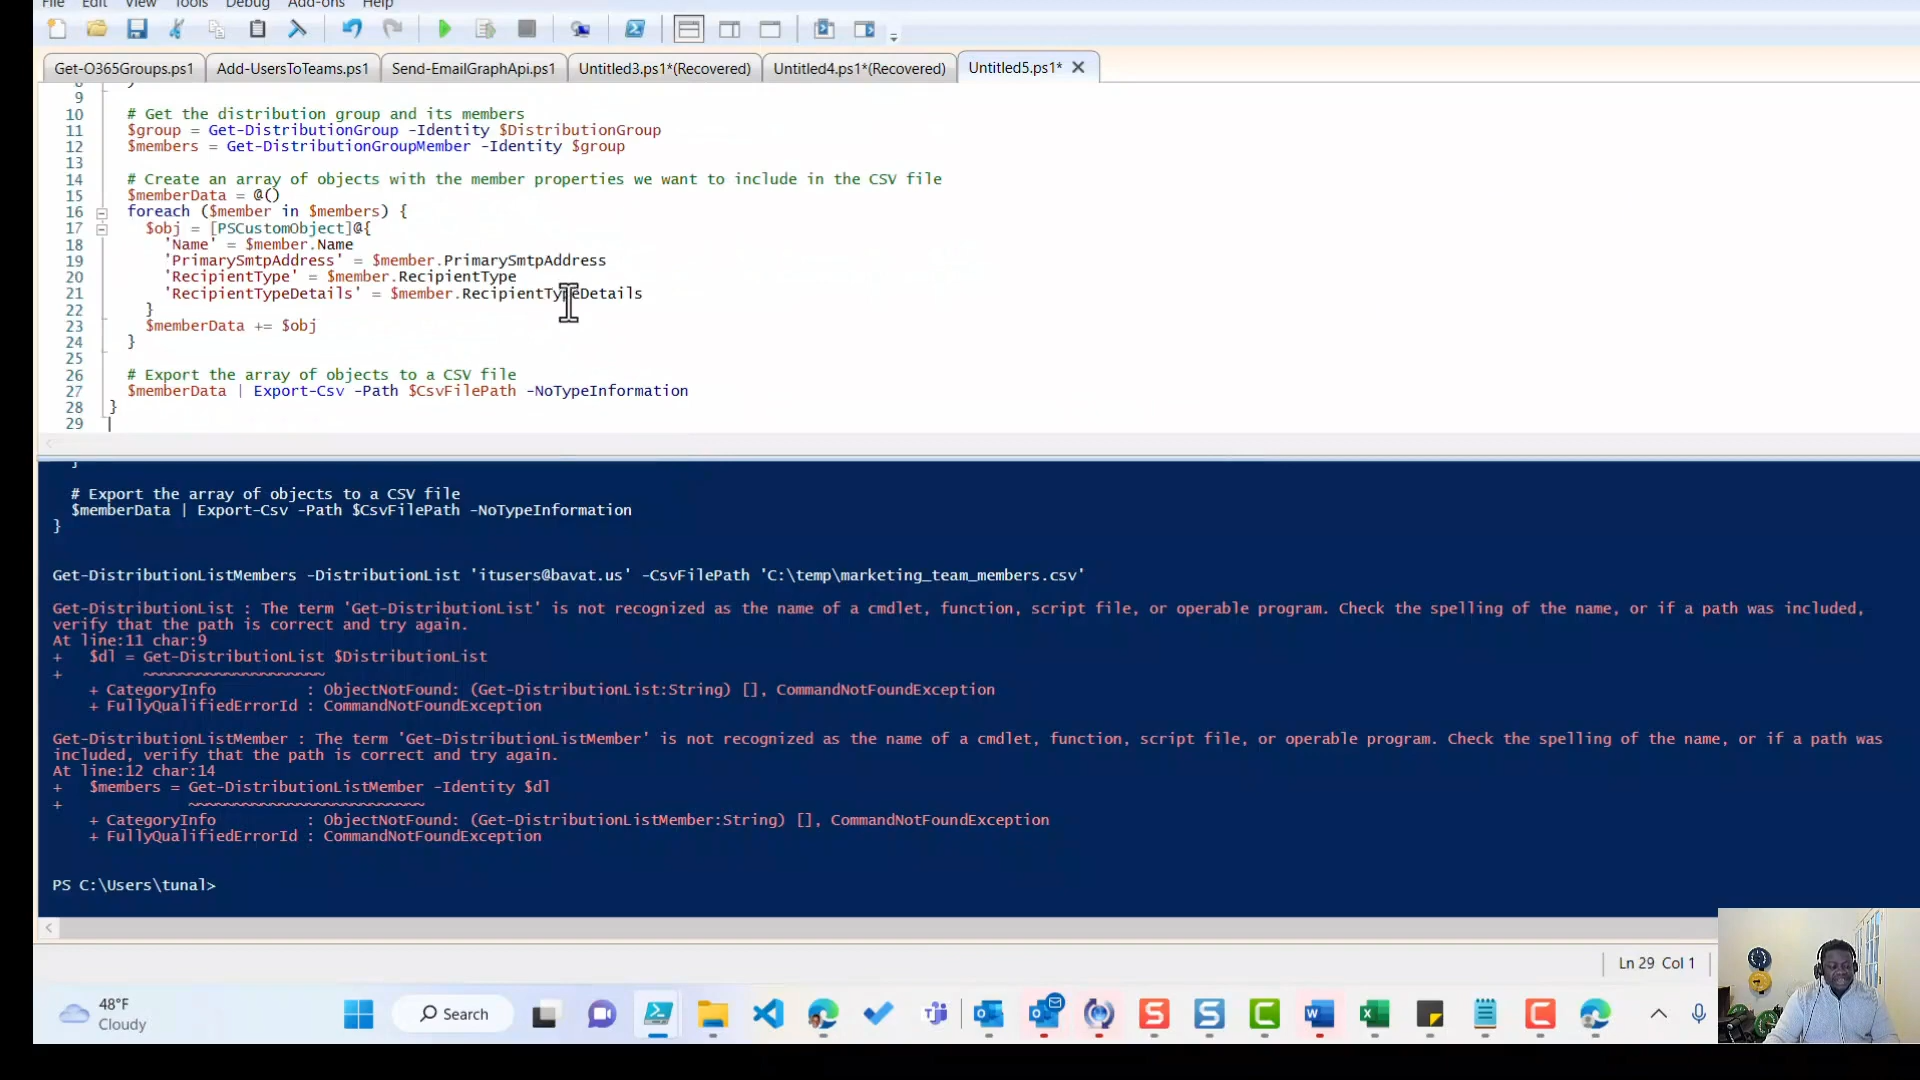 File Edit View Tools Debug Add-ons Help
Get-O365Groups.ps1 Add-UsersToTeams.ps1 Send-EmailGraphApi.ps1 Untitled3.ps1*(Recovered) Untitled4.ps1*(Recovered) Untitled5.ps1* X
8 }
9
10 # Get the distribution group and its members
11 $group = Get-DistributionGroup -Identity $DistributionGroup
12 $members = Get-DistributionGroupMember -Identity $group
13
14 # Create an array of objects with the member properties we want to include in the CSV file
15 $memberData = @()
16 foreach ($member in $members) {
17 $obj = [PSCustomObject]@{
18 'Name' = $member.Name
19 'PrimarySmtpAddress' = $member.PrimarySmtpAddress
20 'RecipientType' = $member.RecipientType
21 'RecipientTypeDetails' = $member.RecipientTypeDetails
22 }
23 $memberData += $obj
24 }
25
26 # Export the array of objects to a CSV file
27 $memberData | Export-Csv -Path $CsvFilePath -NoTypeInformation
28 }
29
}
# Export the array of objects to a CSV file
$memberData | Export-Csv -Path $CsvFilePath -NoTypeInformation
}
Get-DistributionListMembers -DistributionList 'itusers@bavat.us' -CsvFilePath 'C:\temp\marketing_team_members.csv'
Get-DistributionList : The term 'Get-DistributionList' is not recognized as the name of a cmdlet, function, script file, or operable program. Check the spelling of the name, or if a path was included,
verify that the path is correct and try again.
At line:11 char:9
+ $dl = Get-DistributionList $DistributionList
+ ~~~~~~~~~~~~~~~~~~~~
+ CategoryInfo : ObjectNotFound: (Get-DistributionList:String) [], CommandNotFoundException
+ FullyQualifiedErrorId : CommandNotFoundException
Get-DistributionListMember : The term 'Get-DistributionListMember' is not recognized as the name of a cmdlet, function, script file, or operable program. Check the spelling of the name, or if a path was
included, verify that the path is correct and try again.
At line:12 char:14
+ $members = Get-DistributionListMember -Identity $dl
+ ~~~~~~~~~~~~~~~~~~~~~~~~~~
+ CategoryInfo : ObjectNotFound: (Get-DistributionListMember:String) [], CommandNotFoundException
+ FullyQualifiedErrorId : CommandNotFoundException
PS C:\Users\tunal>
Ln 29 Col 1
48°F
Cloudy
Search